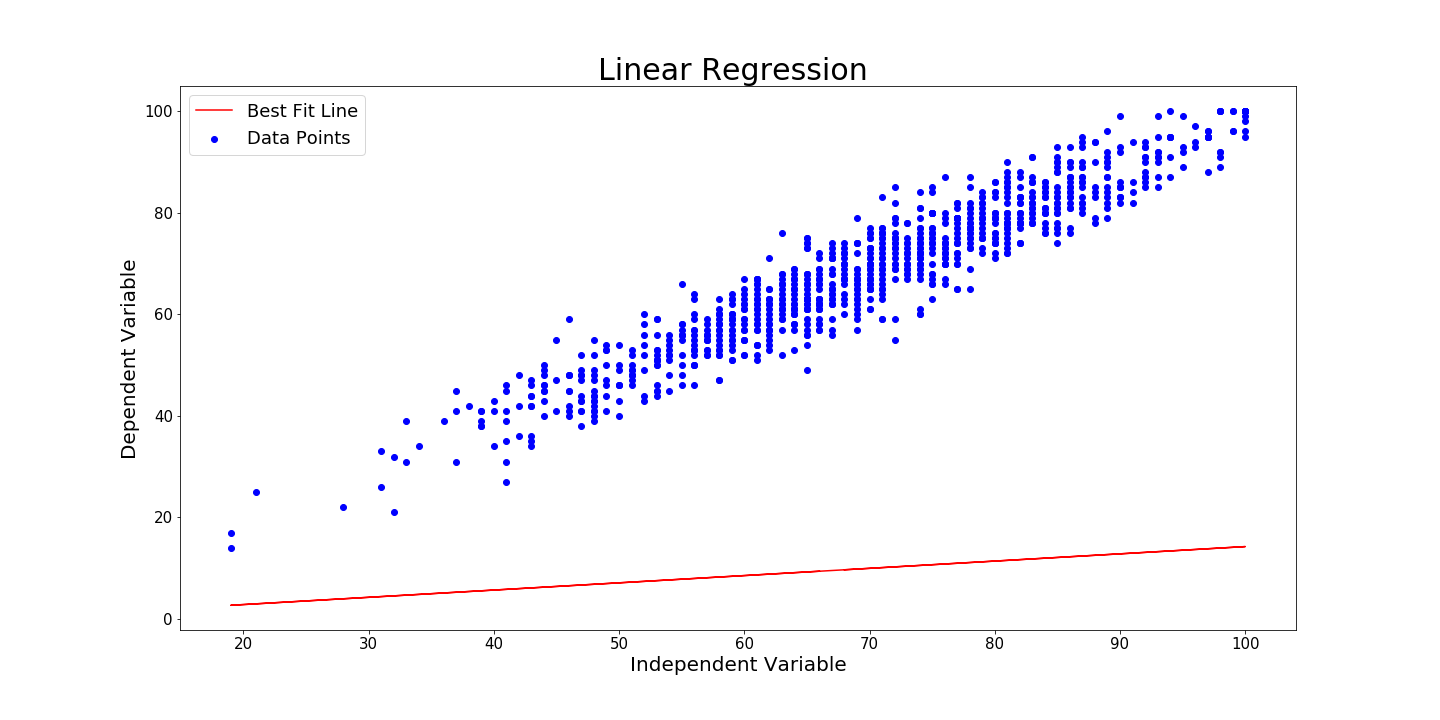 Linear Regression
Best Fit Line
Data Points
100
80
60
40
20
0
Dependent Variable
20 30 40 50 60 70 80 90 100
Independent Variable